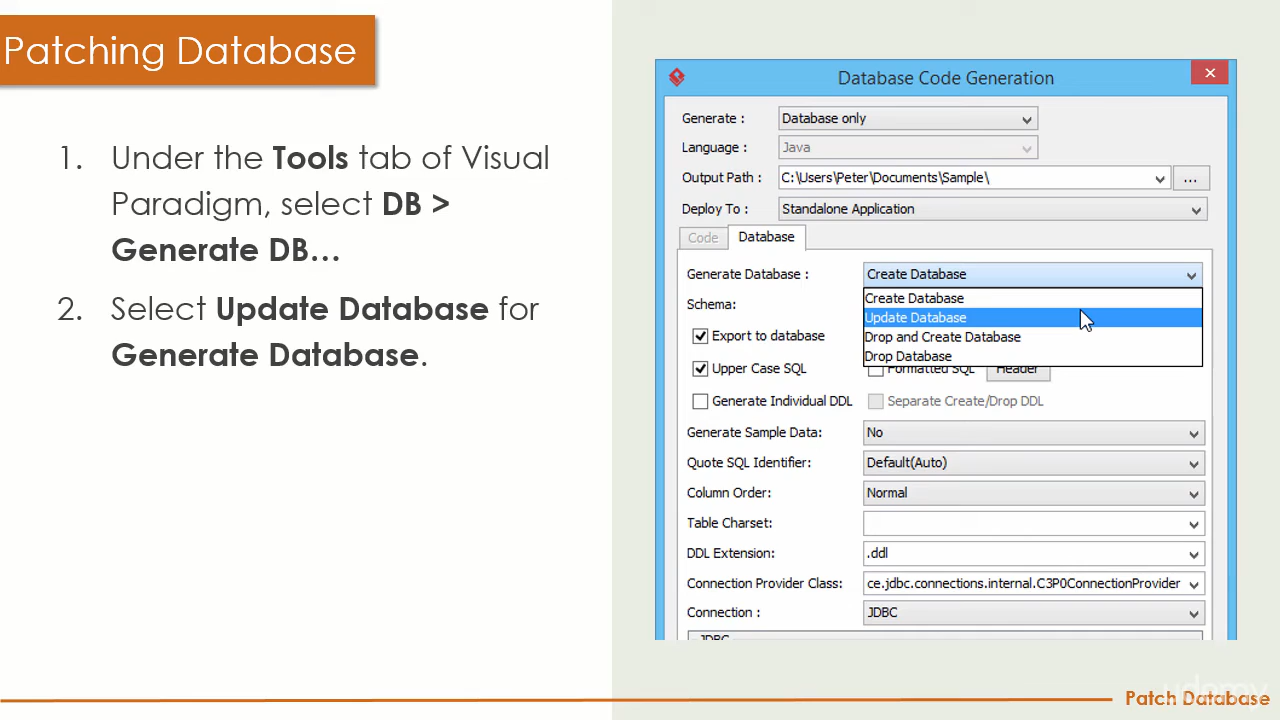 Patching Database
1. Under the Tools tab of Visual
Paradigm, select DB >
Generate DB...
2. Select Update Database for
Generate Database.
Database Code Generation
Generate : Database only
Language : Java
Output Path : C:\Users\Peter\Documents\Sample\ ...
Deploy To : Standalone Application
Code Database
Generate Database : Create Database
Create Database
Schema:
Update Database
Export to database
Drop and Create Database
Drop Database
Upper Case SQL Formatted SQL Header
Generate Individual DDL Separate Create/Drop DDL
Generate Sample Data: No
Quote SQL Identifier: Default(Auto)
Column Order: Normal
Table Charset:
DDL Extension: .ddl
Connection Provider Class: ce.jdbc.connections.internal.C3P0ConnectionProvider
Connection : JDBC
JDBC
udemy
Patch Database